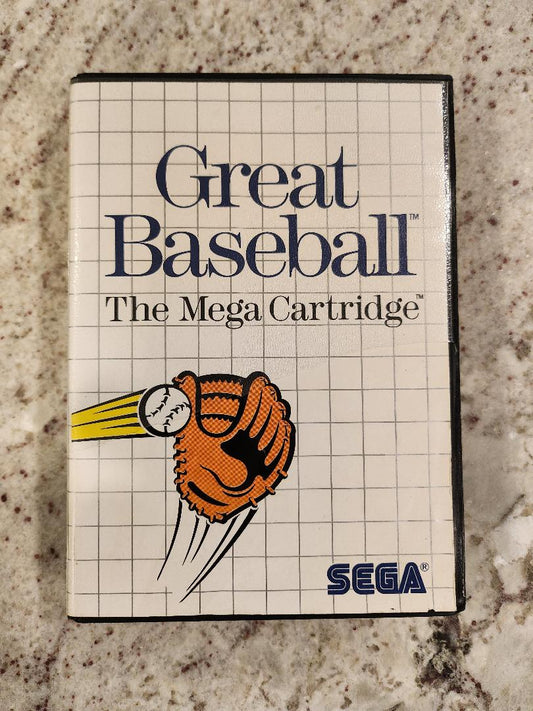 Great
Baseball™
The Mega Cartridge™
SEGA®